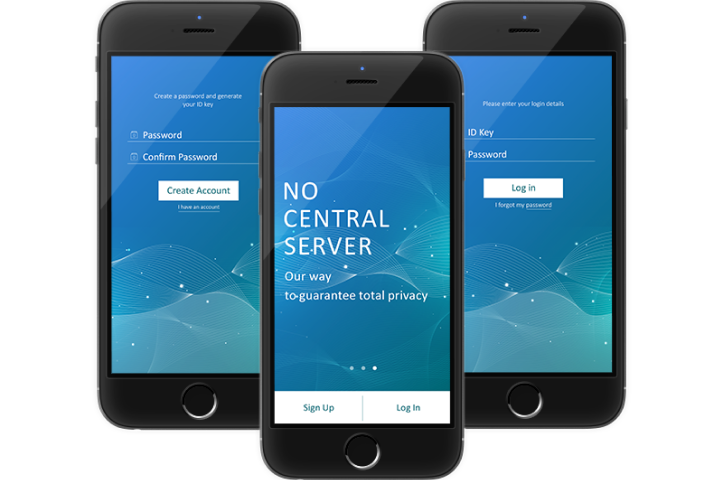 Create a password and generate
your ID key
Password
Confirm Password
Create Account
I have an account
NO
CENTRAL
SERVER
Our way
to guarantee total privacy
Sign Up
Log In
Please enter your login details
ID Key
Password
Log in
I forgot my password